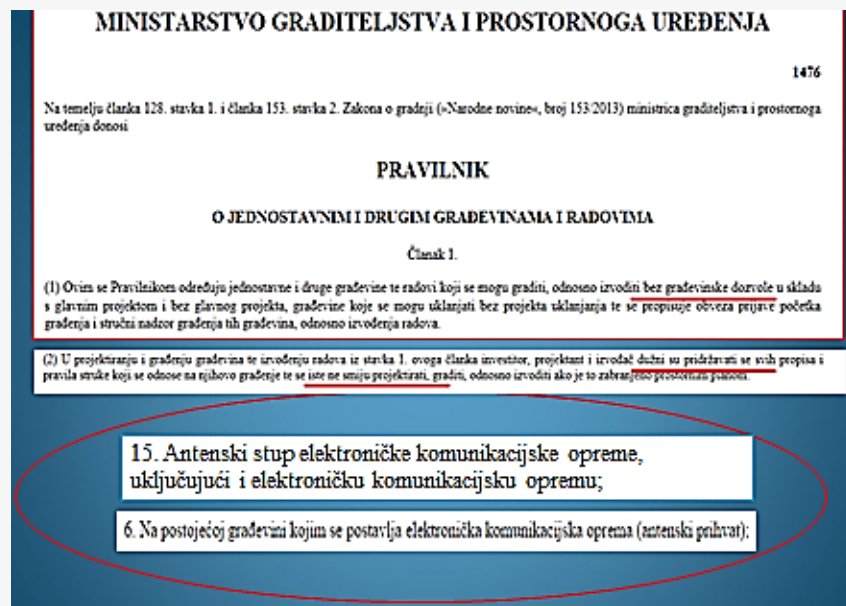 MINISTARSTVO GRADITELJSTVA I PROSTORNOGA UREĐENJA
1476
Na temelju članka 128. stavka 1. i članka 153. stavka 2. Zakona o gradnji (»Narodne novine«, broj 153/2013) ministrica graditeljstva i prostornoga
uređenja donosi
PRAVILNIK
O JEDNOSTAVNIM I DRUGIM GRAĐEVINAMA I RADOVIMA
Članak 1.
(1) Ovim se Pravilnikom određuju jednostavne i druge građevine te radovi koji se mogu graditi, odnosno izvoditi bez građevinske dozvole u skladu
s glavnim projektom i bez glavnog projekta, građevine koje se mogu uklanjati bez projekta uklanjanja te se propisuje obveza prijave početka
građenja i stručni nadzor građenja tih građevina, odnosno izvođenja radova.
(2) U projektiranju i građenju građevina te izvođenju radova iz stavka 1. ovoga članka investitor, projektant i izvođač dužni su pridržavati se svih propisa i
pravila struke koji se odnose na njihovo građenje te se iste ne smiju projektirati, graditi, odnosno izvoditi ako je to zabranjeno prostornim planom.
15. Antenski stup elektroničke komunikacijske opreme,
uključujući i elektroničku komunikacijsku opremu;
6. Na postojećoj građevini kojim se postavlja elektronička komunikacijska oprema (antenski prihvat);